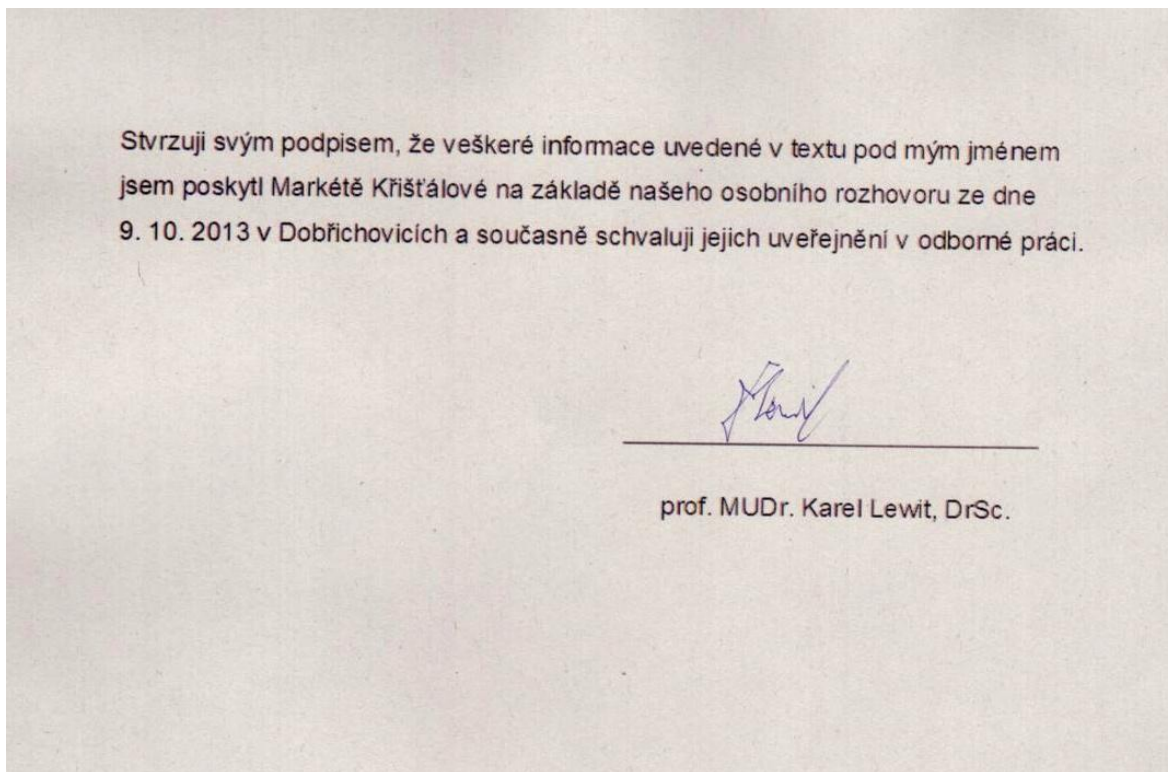 Stvrzuji svým podpisem, že veškeré informace uvedené v textu pod mým jménem
jsem poskytl Markétě Křišťálové na základě našeho osobního rozhovoru ze dne
9. 10. 2013 v Dobřichovicích a současně schvaluji jejich uveřejnění v odborné práci.
prof. MUDr. Karel Lewit, DrSc.